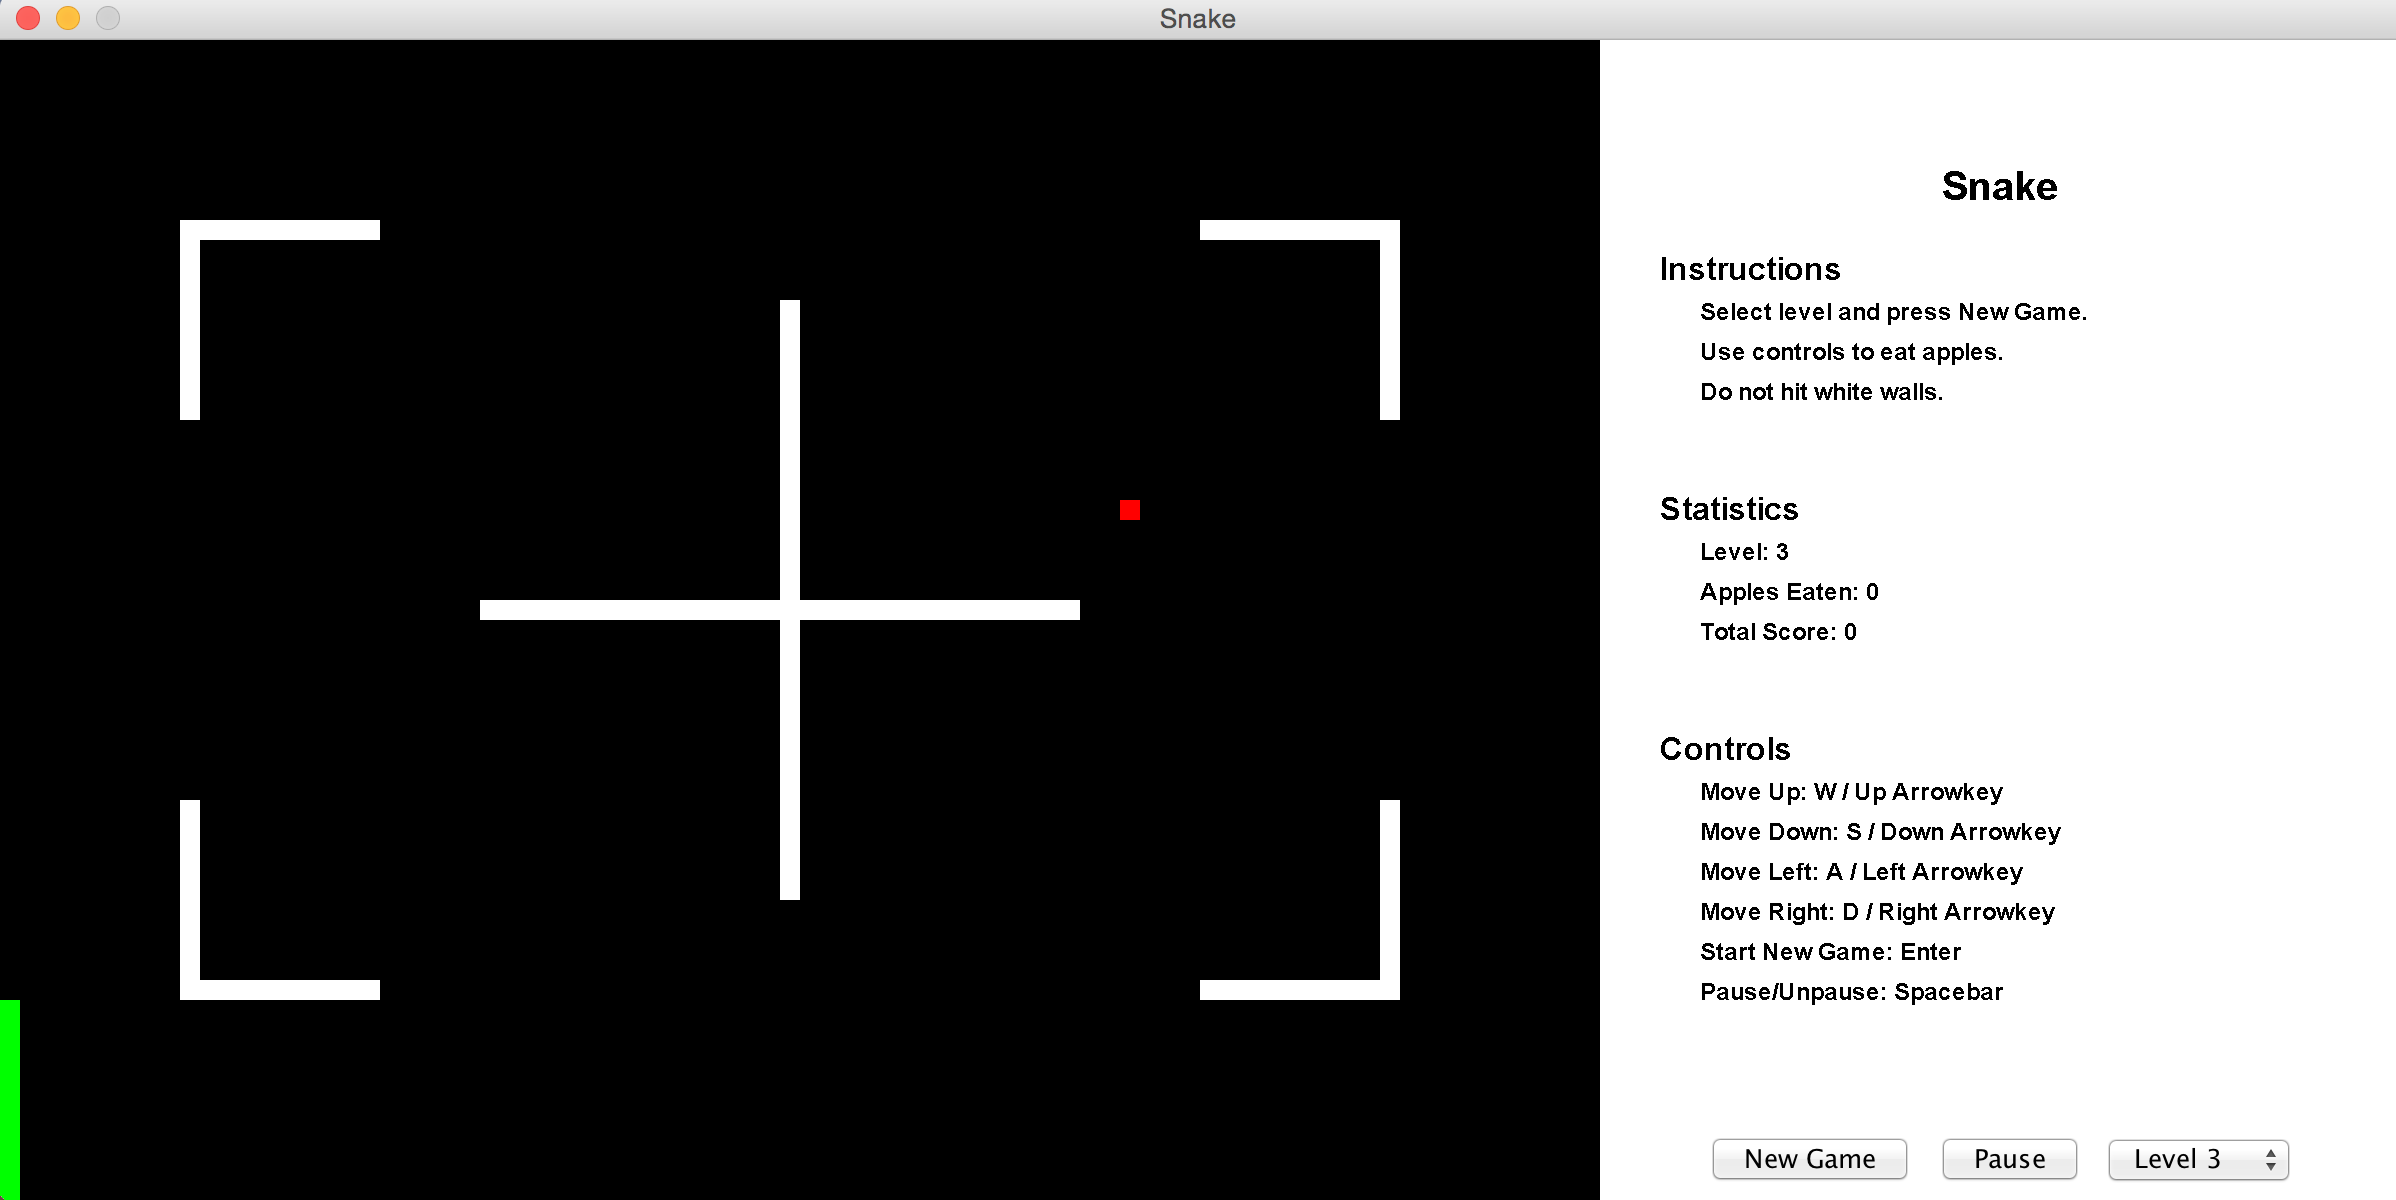 Snake
Snake
Instructions
Select level and press New Game.
Use controls to eat apples.
Do not hit white walls.
Statistics
Level: 3
Apples Eaten: 0
Total Score: 0
Controls
Move Up: W / Up Arrowkey
Move Down: S / Down Arrowkey
Move Left: A / Left Arrowkey
Move Right: D / Right Arrowkey
Start New Game: Enter
Pause/Unpause: Spacebar
New Game Pause Level 3